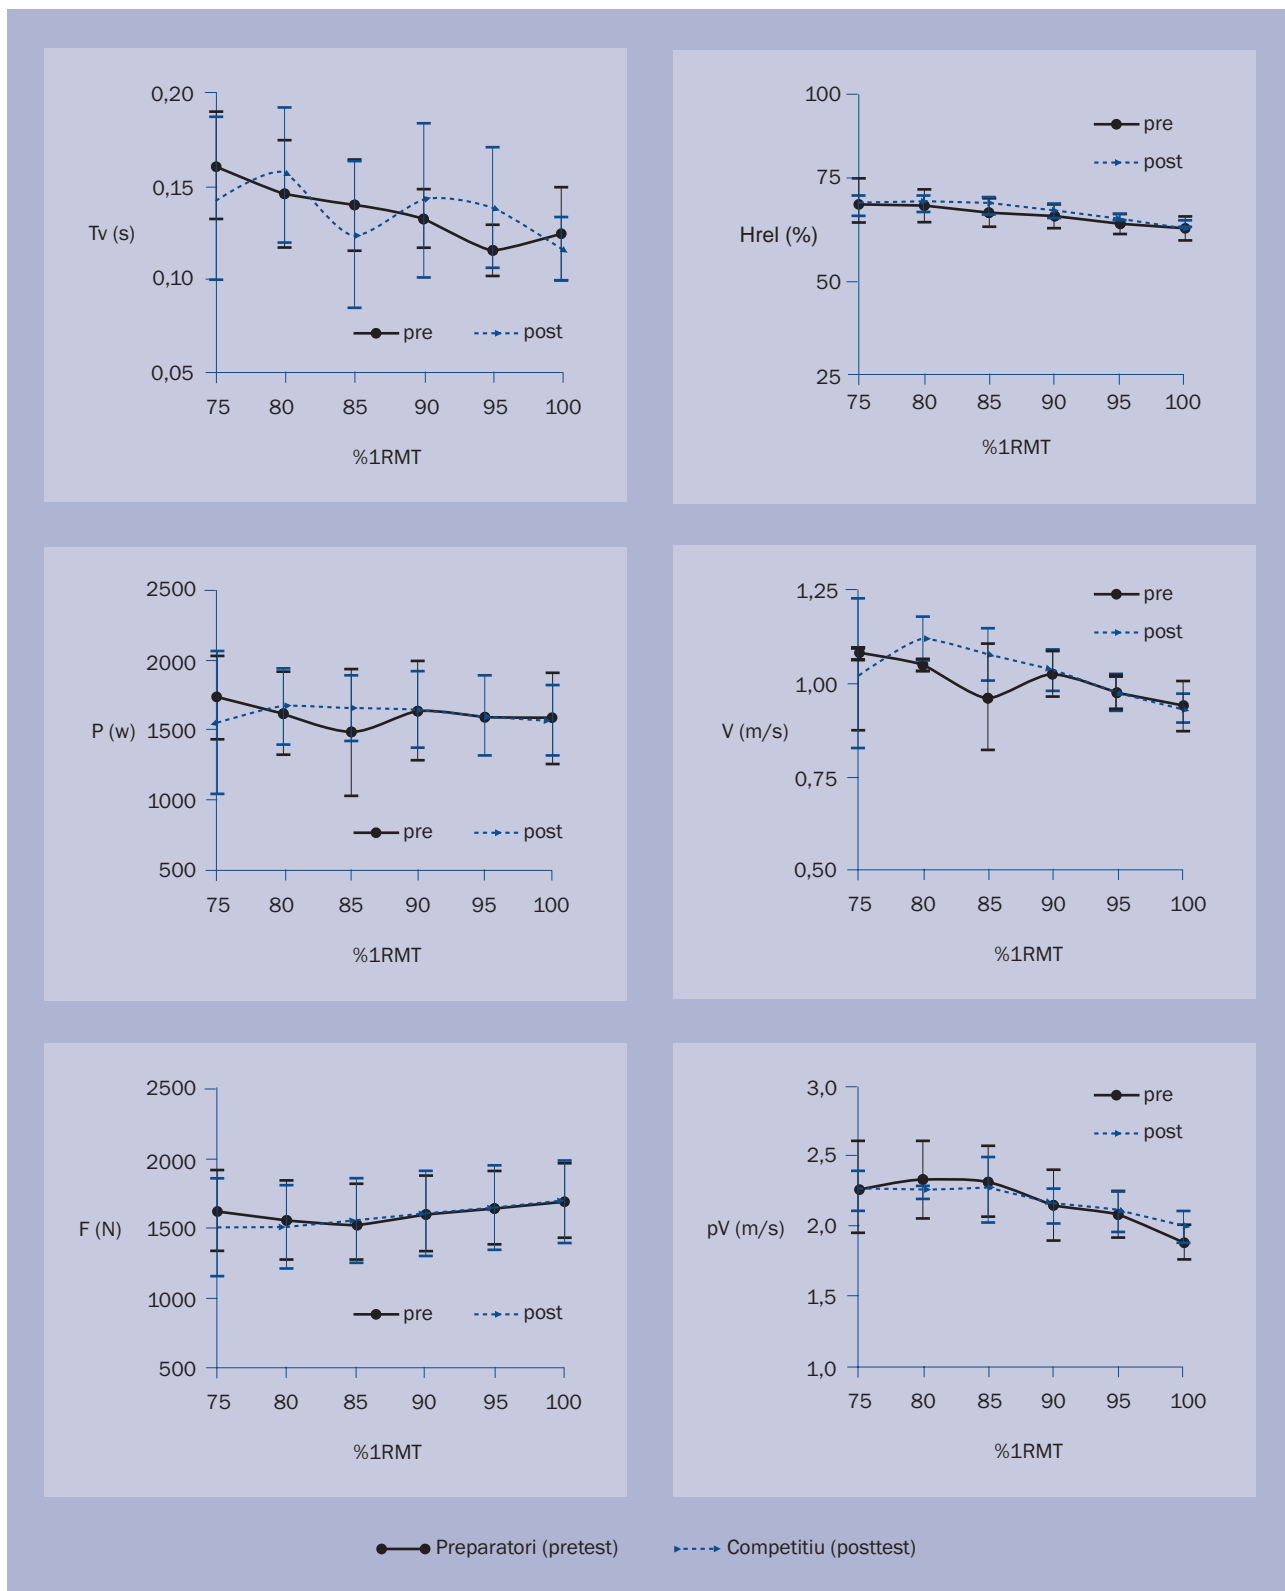 0,20
0,15
Tv (s)
0,10
pre
post
0,05
75 80 85 90 95 100
%1RMT
100
pre
75
post
Hrel (%)
50
25
75 80 85 90 95 100
%1RMT
2500
2000
P (w)
1500
1000
pre
post
500
75 80 85 90 95 100
%1RMT
1,25
pre
post
1,00
V (m/s)
0,75
0,50
75 80 85 90 95 100
%1RMT
2500
2000
F (N)
1500
1000
pre
post
500
75 80 85 90 95 100
%1RMT
3,0
pre
post
2,5
pV (m/s)
2,0
1,5
1,0
75 80 85 90 95 100
%1RMT
Preparatori (pretest) Competitiu (posttest)